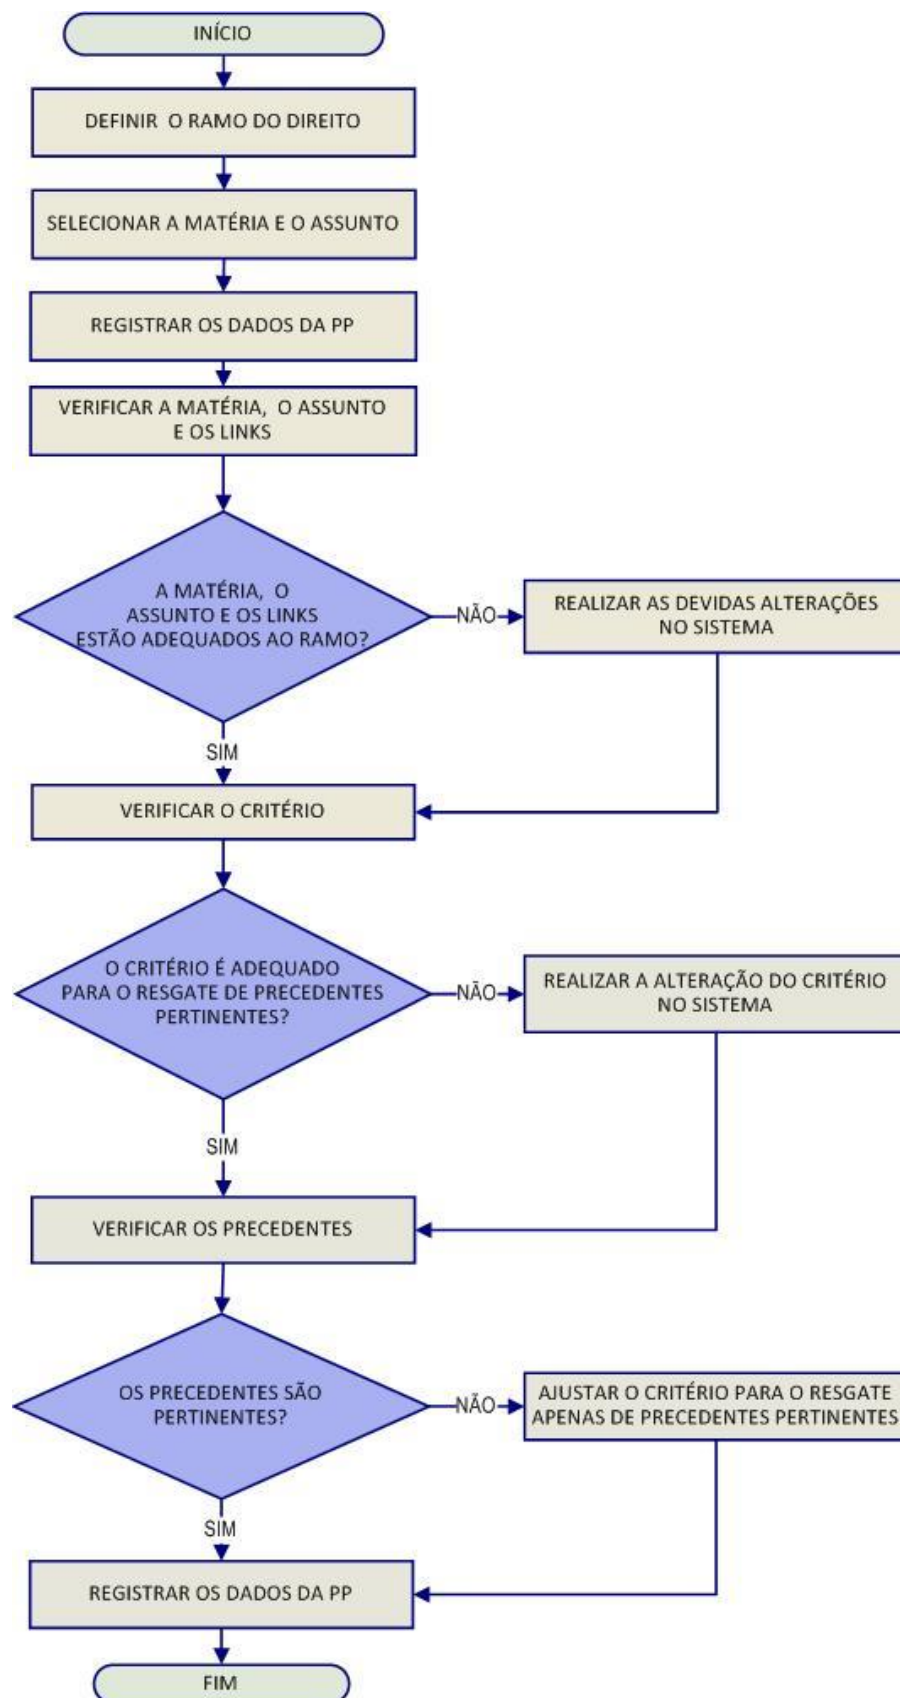 INÍCIO
DEFINIR O RAMO DO DIREITO
SELECIONAR A MATÉRIA E O ASSUNTO
REGISTRAR OS DADOS DA PP
VERIFICAR A MATÉRIA, O ASSUNTO
E OS LINKS
A MATÉRIA, O
ASSUNTO E OS LINKS
ESTÃO ADEQUADOS AO RAMO?
NÃO
REALIZAR AS DEVIDAS ALTERAÇÕES
NO SISTEMA
SIM
VERIFICAR O CRITÉRIO
O CRITÉRIO É ADEQUADO
PARA O RESGATE DE PRECEDENTES
PERTINENTES?
NÃO
REALIZAR A ALTERAÇÃO DO CRITÉRIO
NO SISTEMA
SIM
VERIFICAR OS PRECEDENTES
OS PRECEDENTES SÃO
PERTINENTES?
NÃO
AJUSTAR O CRITÉRIO PARA O RESGATE
APENAS DE PRECEDENTES PERTINENTES
SIM
REGISTRAR OS DADOS DA PP
FIM